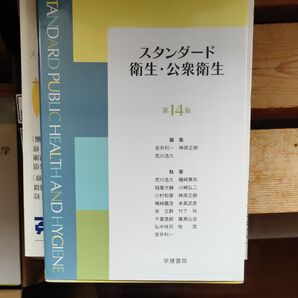 STANDARD PUBLIC HEALTH AND HYGIENE
スタンダード
衛生・公衆衛生
第14版
編 集
安井利一 神原正樹
荒川浩久
執 筆
荒川浩久 磯崎篤則
稲葉大輔 川崎弘二
川村和章 神原正樹
嶋崎義浩 末高武彦
宋 文群 竹下 玲
千葉逸朗 廣瀬公治
弘中祥司 牧 茂
安井利一
学建書院